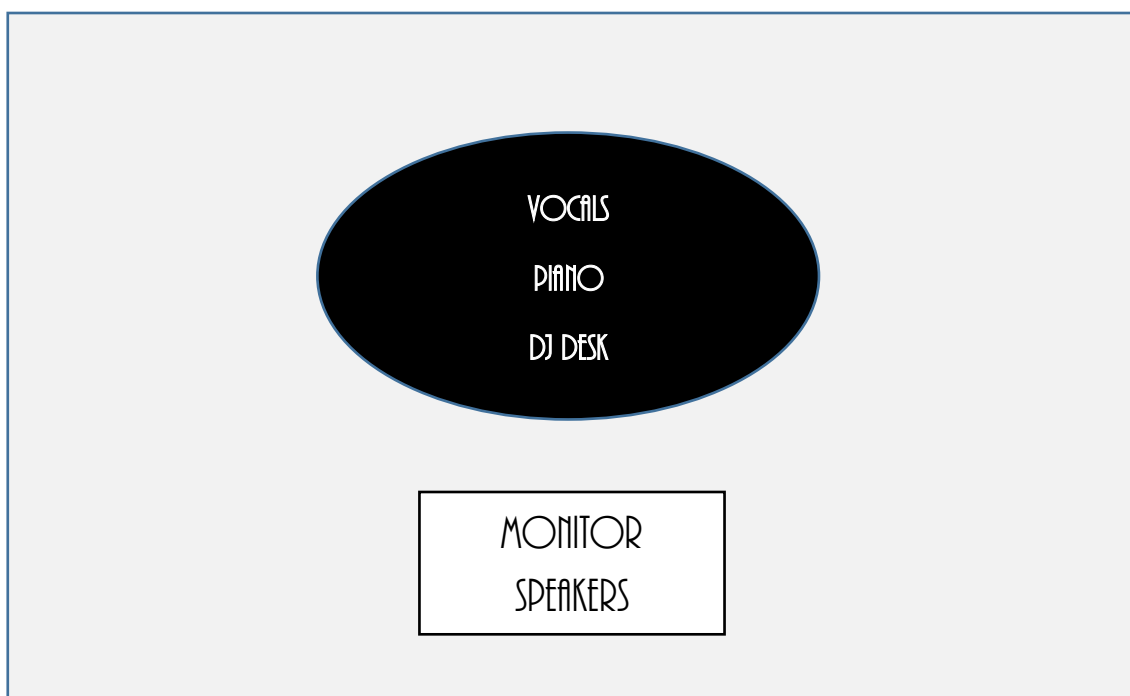 VOCALS
PIANO
DJ DESK
MONITOR
SPEAKERS